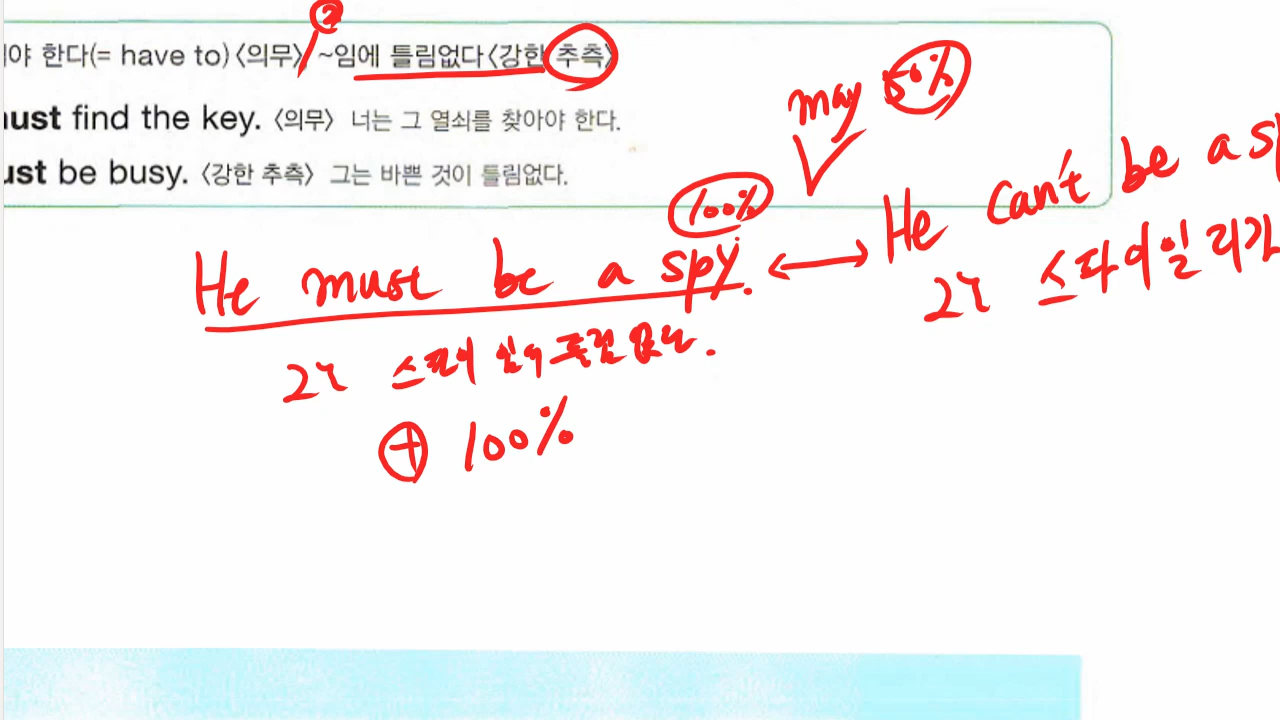 ②
야 한다(= have to)〈의무〉/ ~임에 틀림없다〈강한 추측〉
must find the key. 〈의무〉 너는 그 열쇠를 찾아야 한다.
must be busy. 〈강한 추측〉 그는 바쁜 것이 틀림없다.
may 50%
100%
He must be a spy. ↔ He can't be a sp
그는 스파이 임에 틀림없다.
그는 스파이일 리가
⊕ 100%